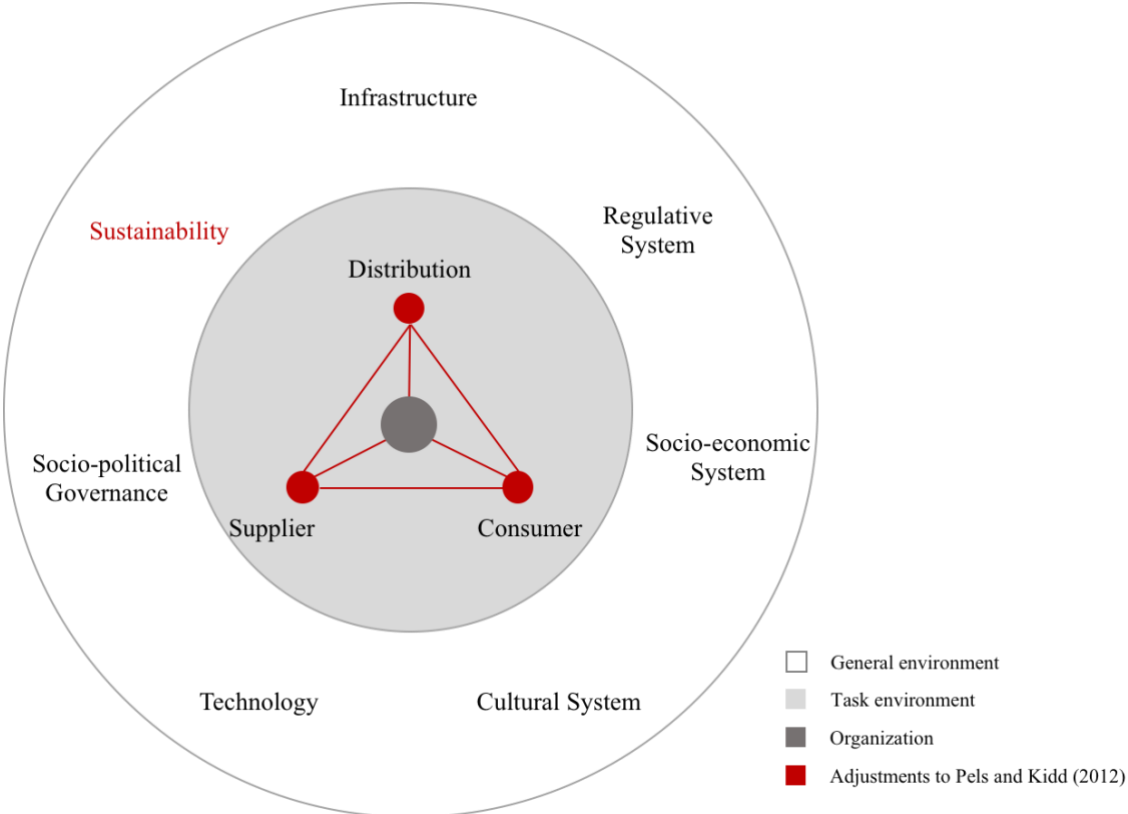 Infrastructure
Sustainability
Regulative
System
Distribution
Socio-economic
System
Socio-political
Governance
Supplier
Consumer
Technology
Cultural System
General environment
Task environment
Organization
Adjustments to Pels and Kidd (2012)